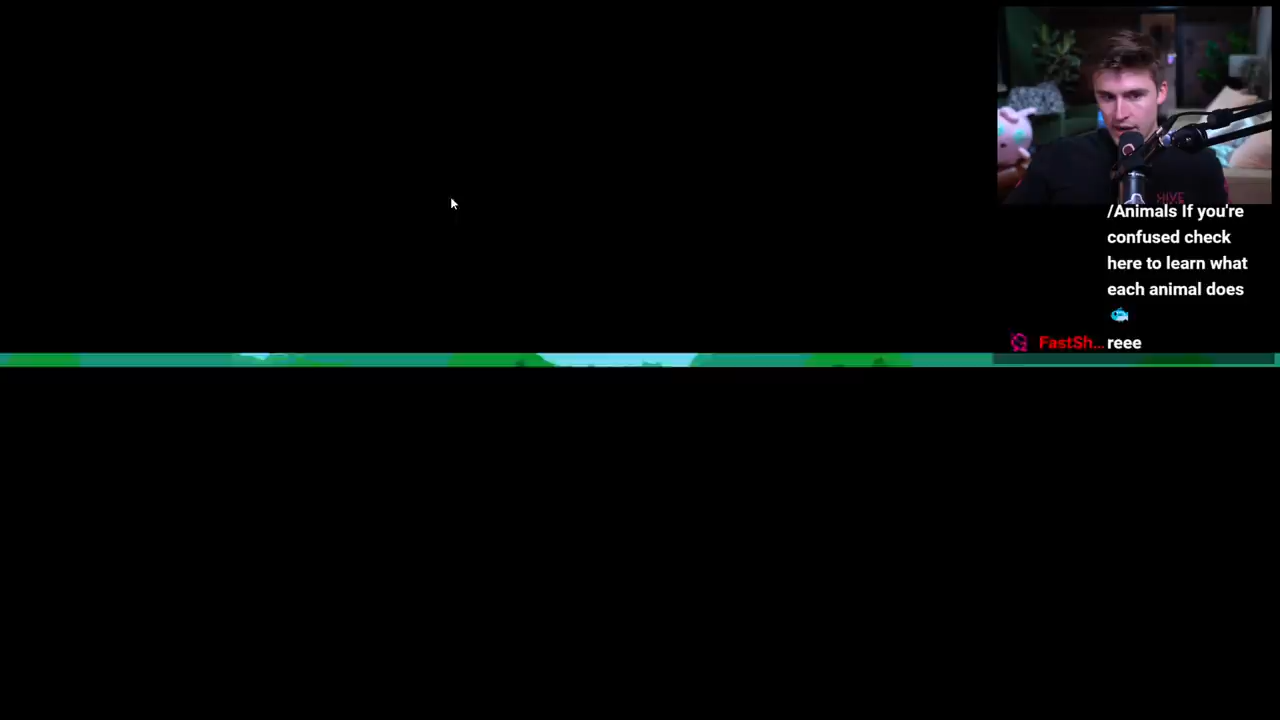 /Animals If you're
confused check
here to learn what
each animal does
FastSh... reee